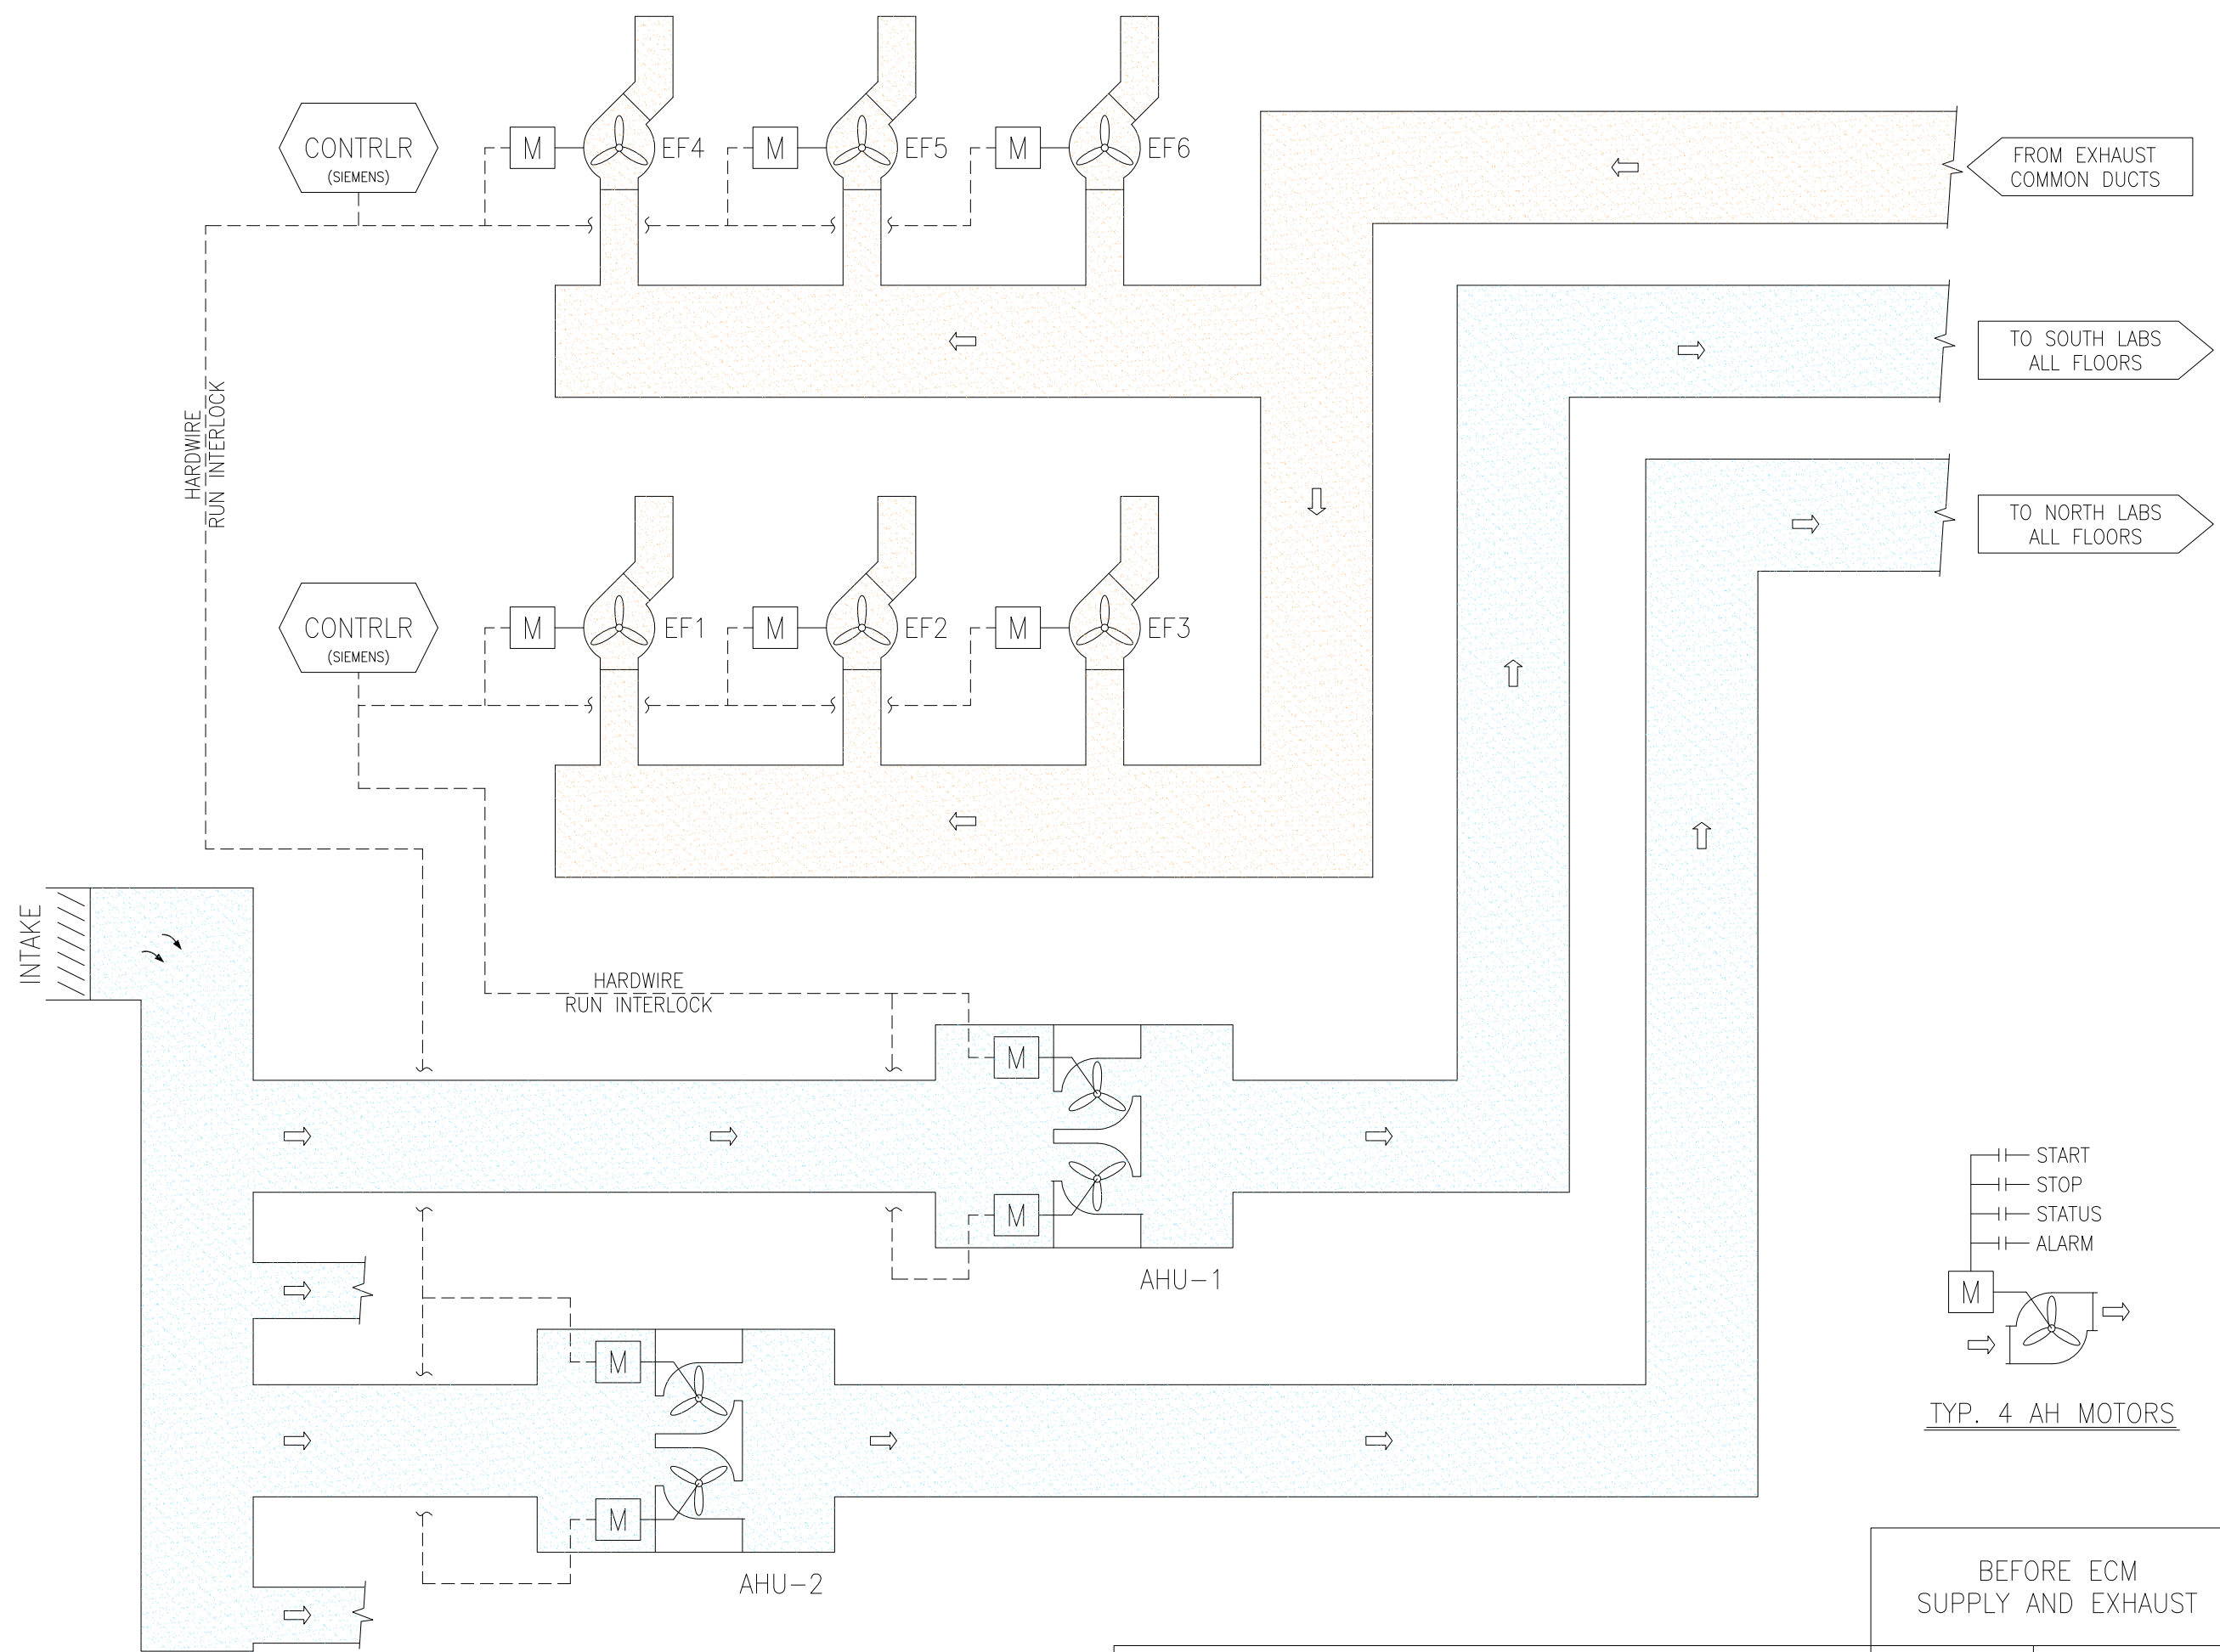 M
EF4
M
EF5
M
EF6
CONTRLR
(SIEMENS)
FROM EXHAUST
COMMON DUCTS
TO SOUTH LABS
ALL FLOORS
HARDWIRE
RUN INTERLOCK
TO NORTH LABS
ALL FLOORS
CONTRLR
(SIEMENS)
M
EF1
M
EF2
M
EF3
INTAKE
HARDWIRE
RUN INTERLOCK
M
M
AHU-1
START
STOP
STATUS
ALARM
M
TYP. 4 AH MOTORS
M
M
AHU-2
BEFORE ECM
SUPPLY AND EXHAUST